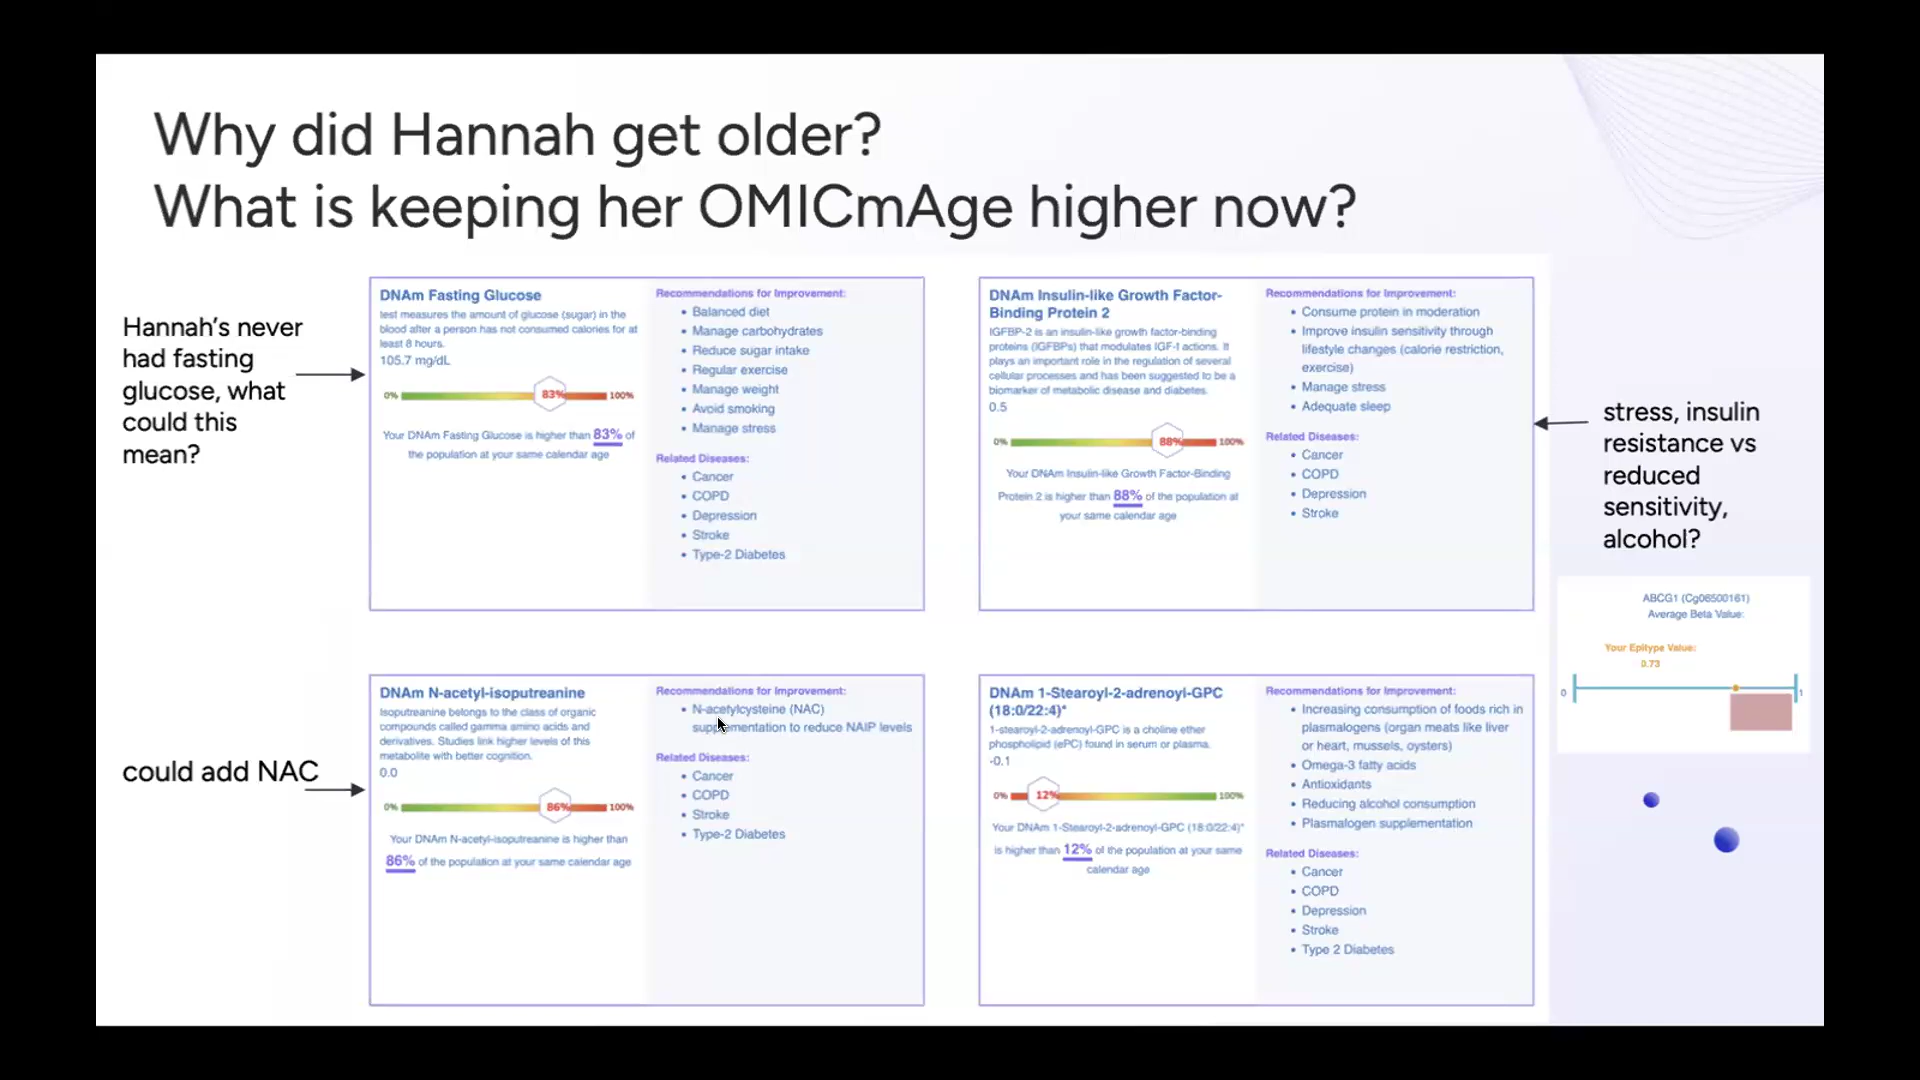 Why did Hannah get older?
What is keeping her OMICmAge higher now?
Hannah's never
had fasting
glucose, what
could this
mean?
DNAm Fasting Glucose
test measures the amount of glucose (sugar) in the
blood after a person has not consumed calories for at
least 8 hours.
105.7 mg/dL
0% 83% 100%
Your DNAm Fasting Glucose is higher than 83% of
the population at your same calendar age
Recommendations for Improvement:
• Balanced diet
• Manage carbohydrates
• Reduce sugar intake
• Regular exercise
• Manage weight
• Avoid smoking
• Manage stress
Related Diseases:
• Cancer
• COPD
• Depression
• Stroke
• Type-2 Diabetes
DNAm Insulin-like Growth Factor-
Binding Protein 2
IGFBP-2 is an insulin-like growth factor-binding
proteins (IGFBPs) that modulates IGF-1 actions. It
plays an important role in the regulation of several
cellular processes and has been suggested to be a
biomarker of metabolic disease and diabetes.
0.5
0% 88% 100%
Your DNAm Insulin-like Growth Factor-Binding
Protein 2 is higher than 88% of the population at
your same calendar age
Recommendations for Improvement:
• Consume protein in moderation
• Improve insulin sensitivity through
lifestyle changes (calorie restriction,
exercise)
• Manage stress
• Adequate sleep
Related Diseases:
• Cancer
• COPD
• Depression
• Stroke
stress, insulin
resistance vs
reduced
sensitivity,
alcohol?
ABCG1 (Cg06500161)
Average Beta Value:
Your Epitype Value:
0.73
0 1
could add NAC
DNAm N-acetyl-isoputreanine
Isoputreanine belongs to the class of organic
compounds called gamma amino acids and
derivatives. Studies link higher levels of this
metabolite with better cognition.
0.0
0% 86% 100%
Your DNAm N-acetyl-isoputreanine is higher than
86% of the population at your same calendar age
Recommendations for Improvement:
• N-acetylcysteine (NAC)
supplementation to reduce NAIP levels
Related Diseases:
• Cancer
• COPD
• Stroke
• Type-2 Diabetes
DNAm 1-Stearoyl-2-adrenoyl-GPC
(18:0/22:4)*
1-stearoyl-2-adrenoyl-GPC is a choline ether
phospholipid (ePC) found in serum or plasma.
-0.1
0% 12% 100%
Your DNAm 1-Stearoyl-2-adrenoyl-GPC (18:0/22:4)*
is higher than 12% of the population at your same
calendar age
Recommendations for Improvement:
• Increasing consumption of foods rich in
plasmalogens (organ meats like liver
or heart, mussels, oysters)
• Omega-3 fatty acids
• Antioxidants
• Reducing alcohol consumption
• Plasmalogen supplementation
Related Diseases:
• Cancer
• COPD
• Depression
• Stroke
• Type 2 Diabetes